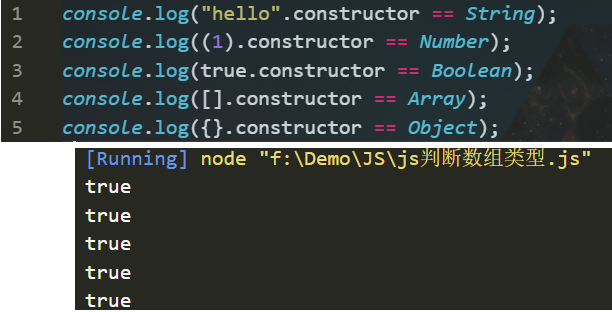 1 console.log("hello".constructor == String);
2 console.log((1).constructor == Number);
3 console.log(true.constructor == Boolean);
4 console.log([].constructor == Array);
5 console.log({}.constructor == Object);
[Running] node "f:\Demo\JS\js判断数组类型.js"
true
true
true
true
true